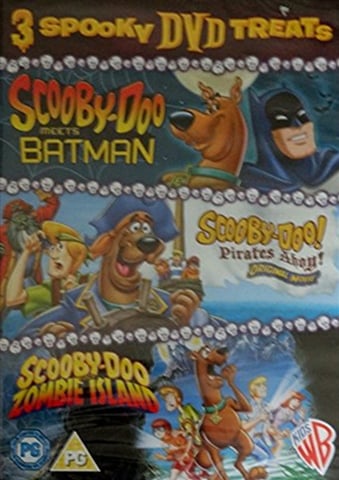 3 SPOOKY DVD TREATS
SCOOBY-DOO
MEETS
BATMAN
SCOOBY-DOO!
Pirates Ahoy!
ORIGINAL MOVIE
SCOOBY-DOO
ZOMBIE ISLAND
PG
PG
KIDS
WB